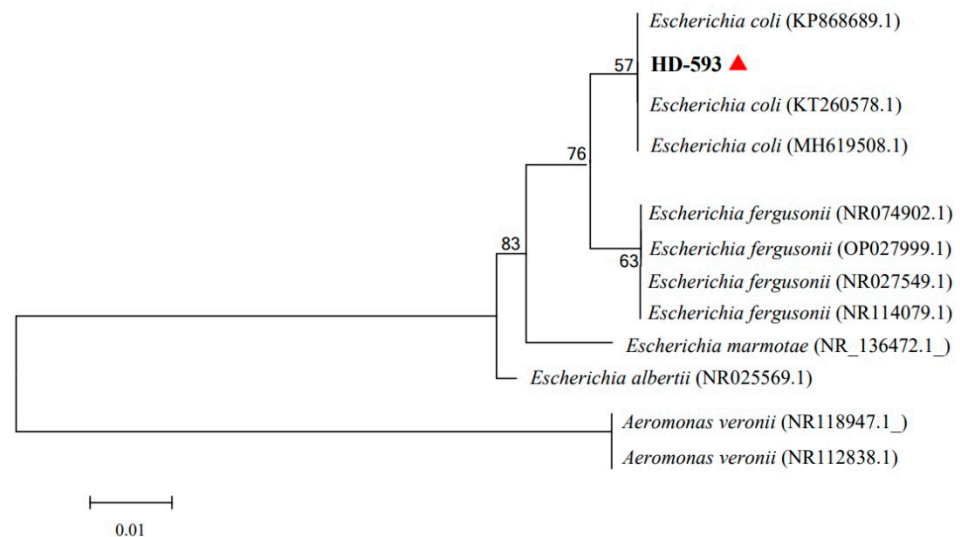 Escherichia coli (KP868689.1)
57
HD-593
Escherichia coli (KT260578.1)
Escherichia coli (MH619508.1)
76
Escherichia fergusonii (NR074902.1)
83
Escherichia fergusonii (OP027999.1)
63
Escherichia fergusonii (NR027549.1)
Escherichia fergusonii (NR114079.1)
Escherichia marmotae (NR_136472.1_)
Escherichia albertii (NR025569.1)
Aeromonas veronii (NR118947.1_)
Aeromonas veronii (NR112838.1)
0.01